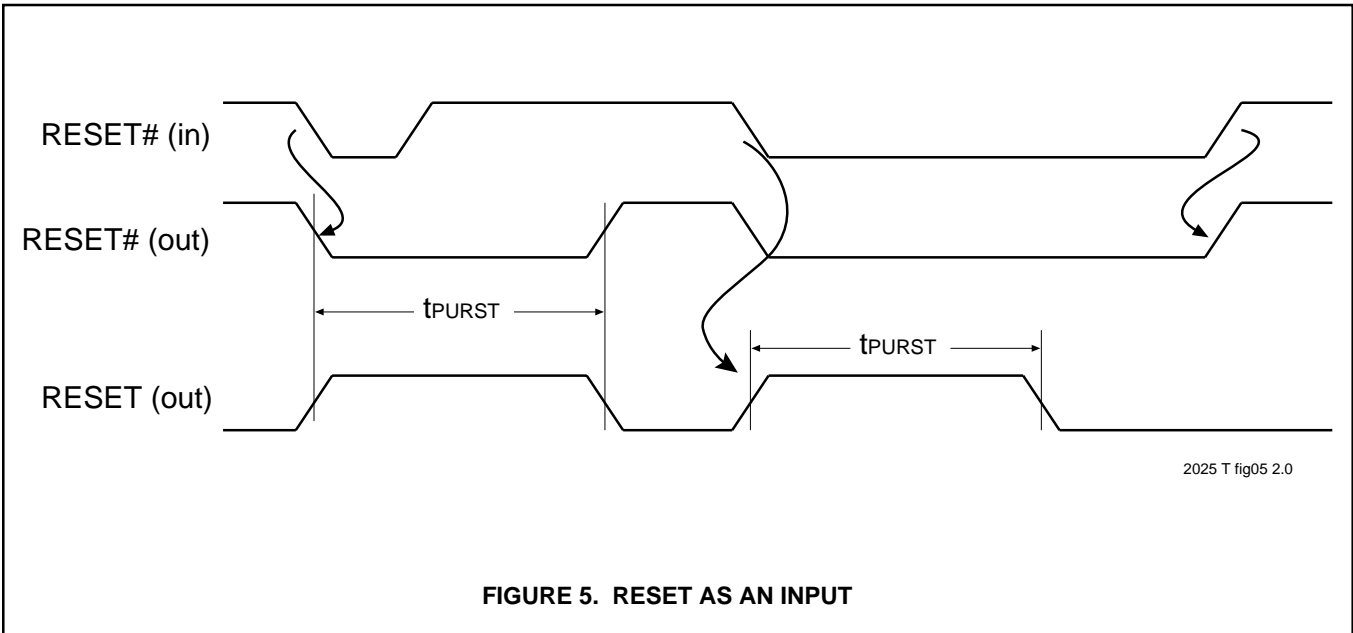 RESET# (in)
RESET# (out)
tPURST
tPURST
RESET (out)
2025 T fig05 2.0
FIGURE 5. RESET AS AN INPUT